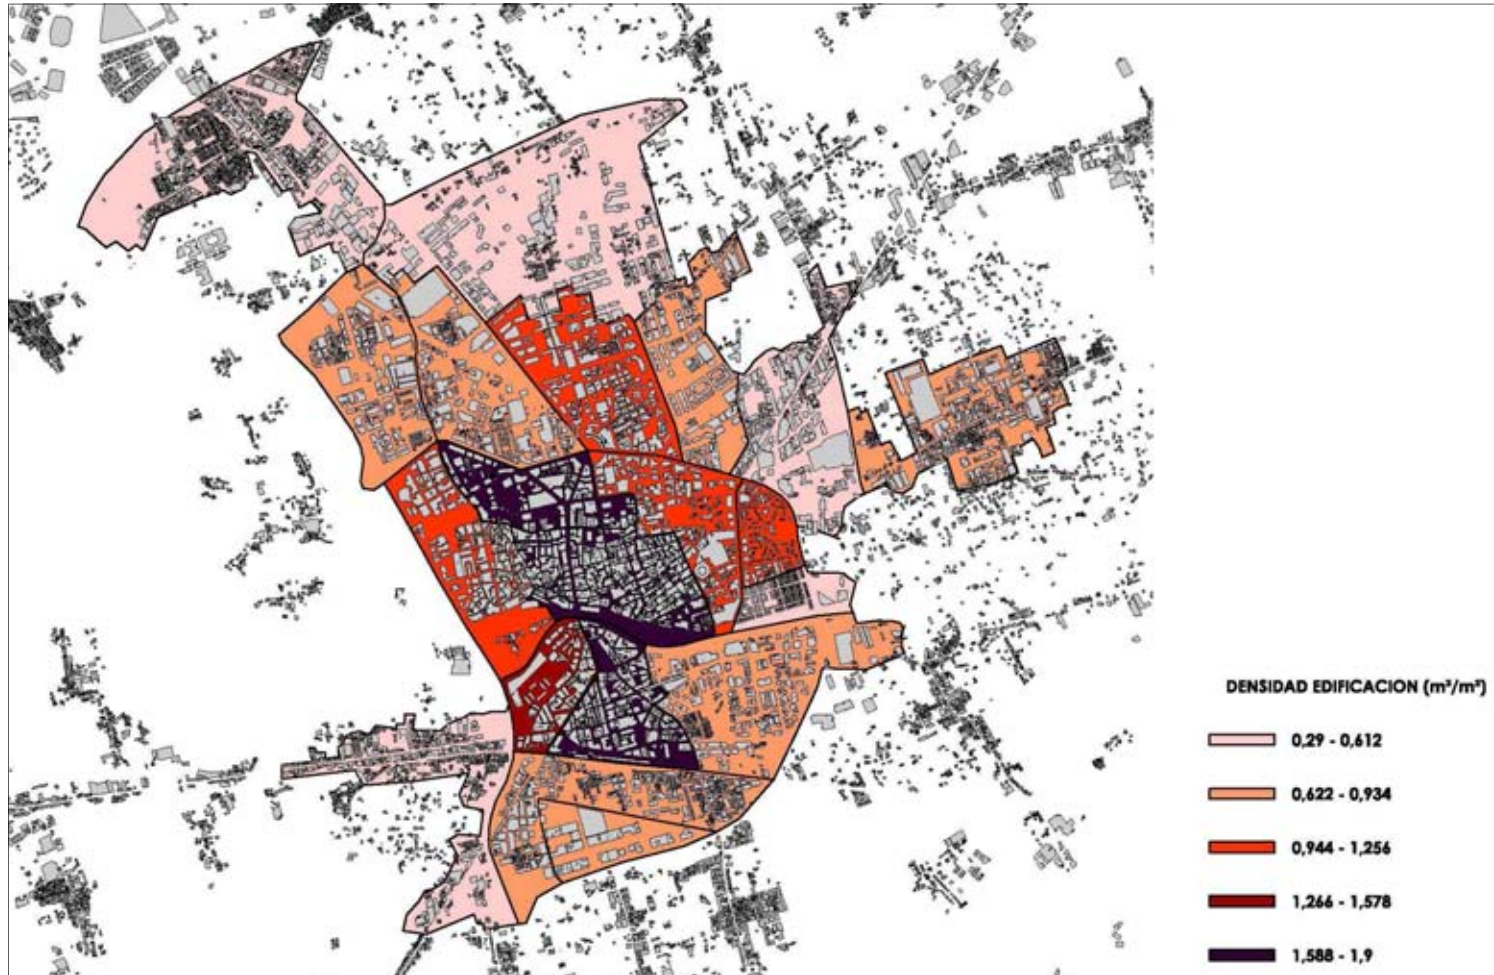 DENSIDAD EDIFICACION (m²/m²)
0,29 - 0,612
0,622 - 0,934
0,944 - 1,256
1,266 - 1,578
1,588 - 1,9